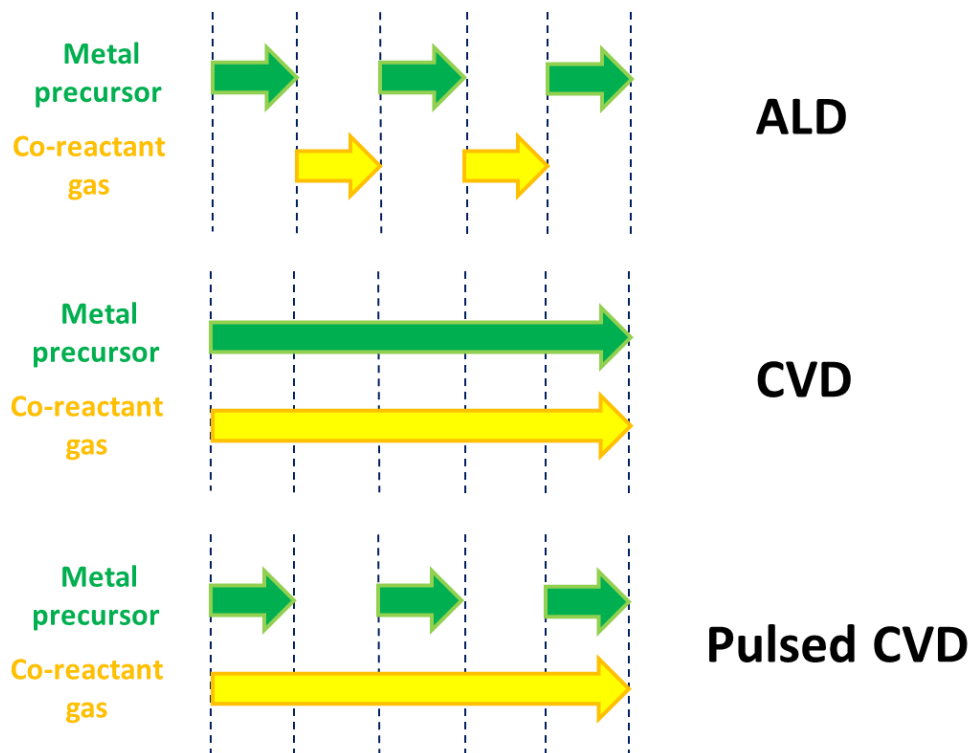 Metal
precursor
Co-reactant
gas
ALD
Metal
precursor
Co-reactant
gas
CVD
Metal
precursor
Co-reactant
gas
Pulsed CVD